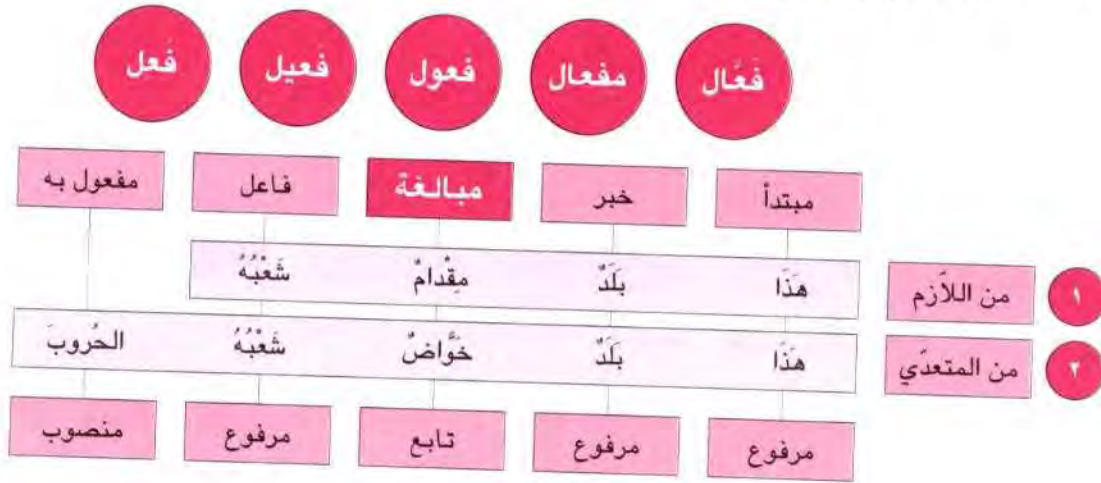 فَعَّال مفعال فعول فعيل فَعِل
مبتدأ خبر مبالغة فاعل مفعول به
١ من اللاّزم هَذَا بَلَدٌ مِقْدامٌ شَعْبُهُ
٢ من المتعدّي هَذَا بَلَدٌ خَوَّاضٌ شَعْبُهُ الحُروبَ
مرفوع مرفوع تابع مرفوع منصوب